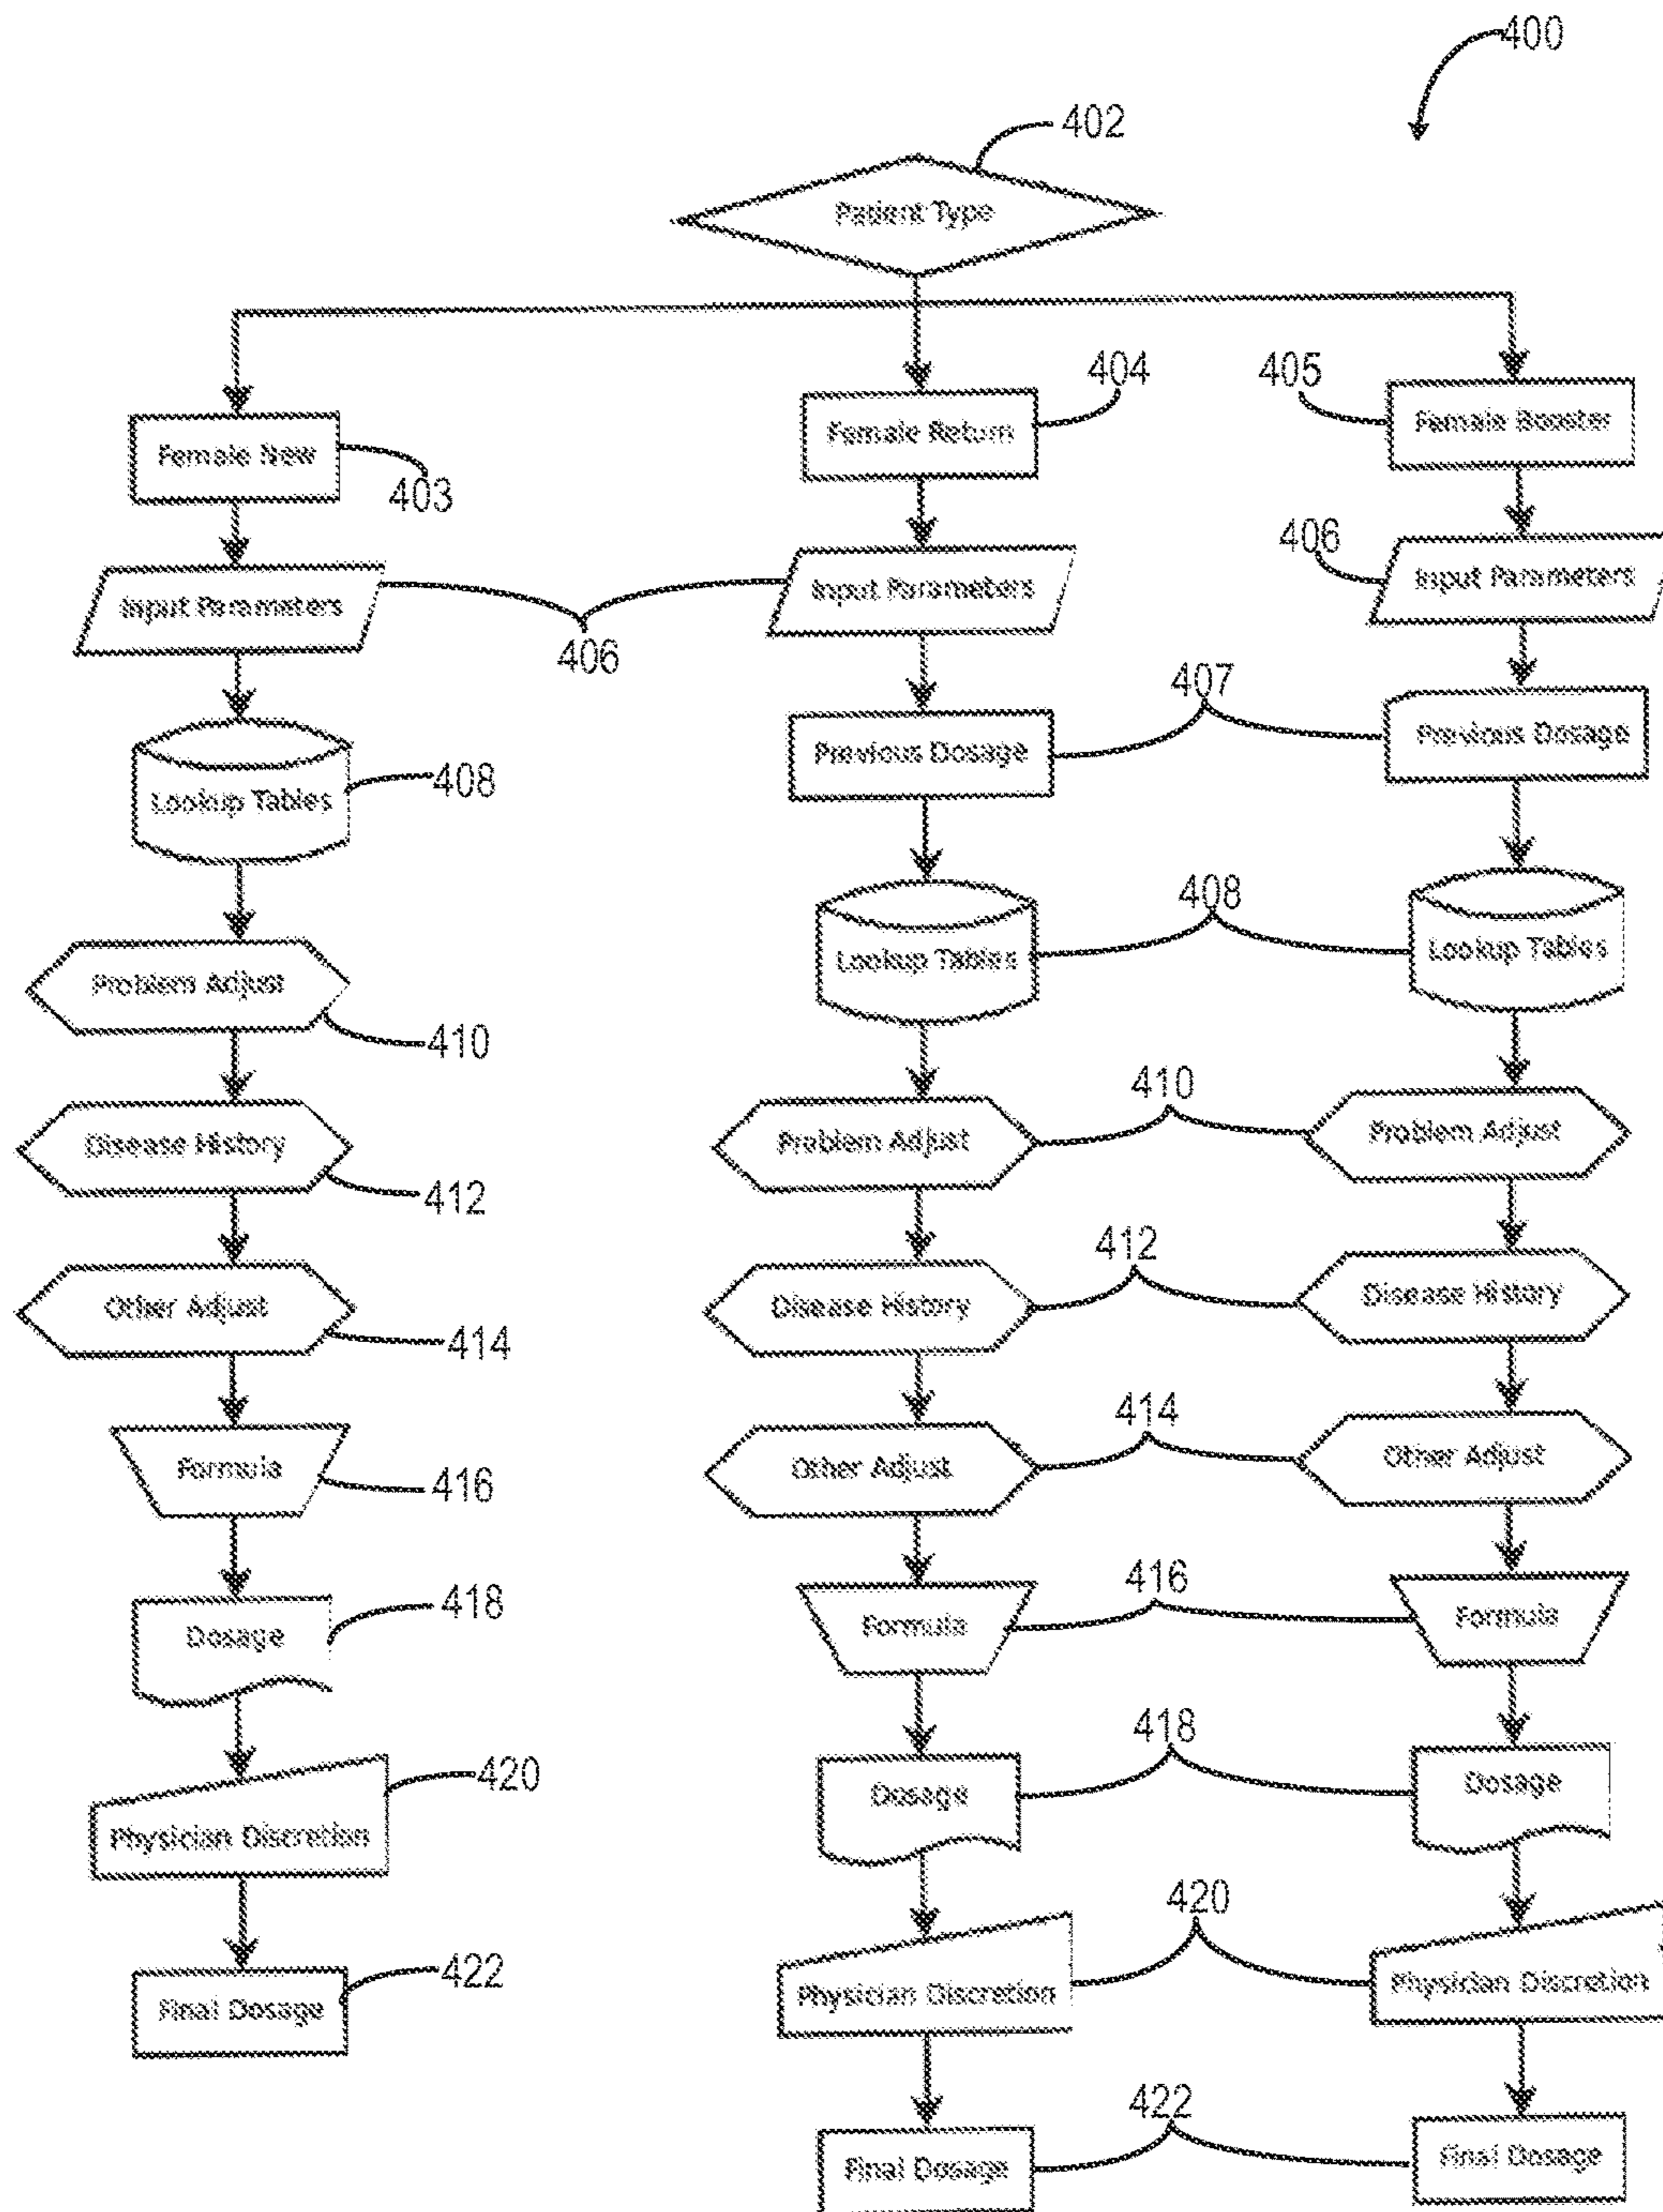 400
402
Patient Type
404
405
Female New
Female Return
Female Booster
403
406
Input Parameters
Input Parameters
Input Parameters
406
407
Previous Dosage
Previous Dosage
Lookup Tables
408
408
Lookup Tables
Lookup Tables
Problem Adjust
410
410
Problem Adjust
Problem Adjust
Disease History
412
412
Disease History
Disease History
Other Adjust
414
414
Other Adjust
Other Adjust
Formula
416
416
Formula
Formula
Dosage
418
418
Dosage
Dosage
Physician Discretion
420
420
Physician Discretion
Physician Discretion
Final Dosage
422
422
Final Dosage
Final Dosage